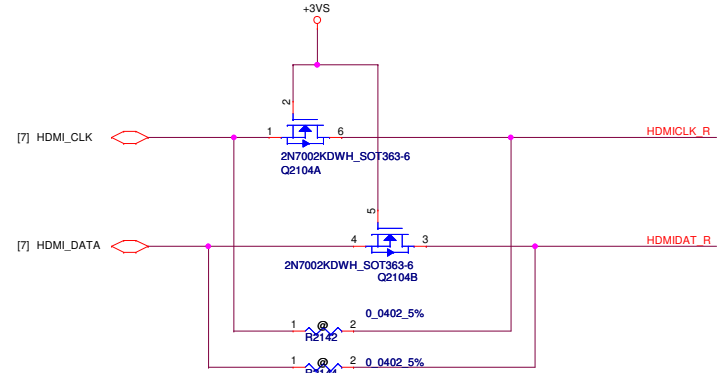 +3VS
2
[7] HDMI_CLK
1
6
HDMICLK_R
2N7002KDWH_SOT363-6
Q2104A
5
[7] HDMI_DATA
4
3
HDMIDAT_R
2N7002KDWH_SOT363-6
Q2104B
0_0402_5%
1 @ 2
R2142
1 @ 2 0_0402_5%
R2144